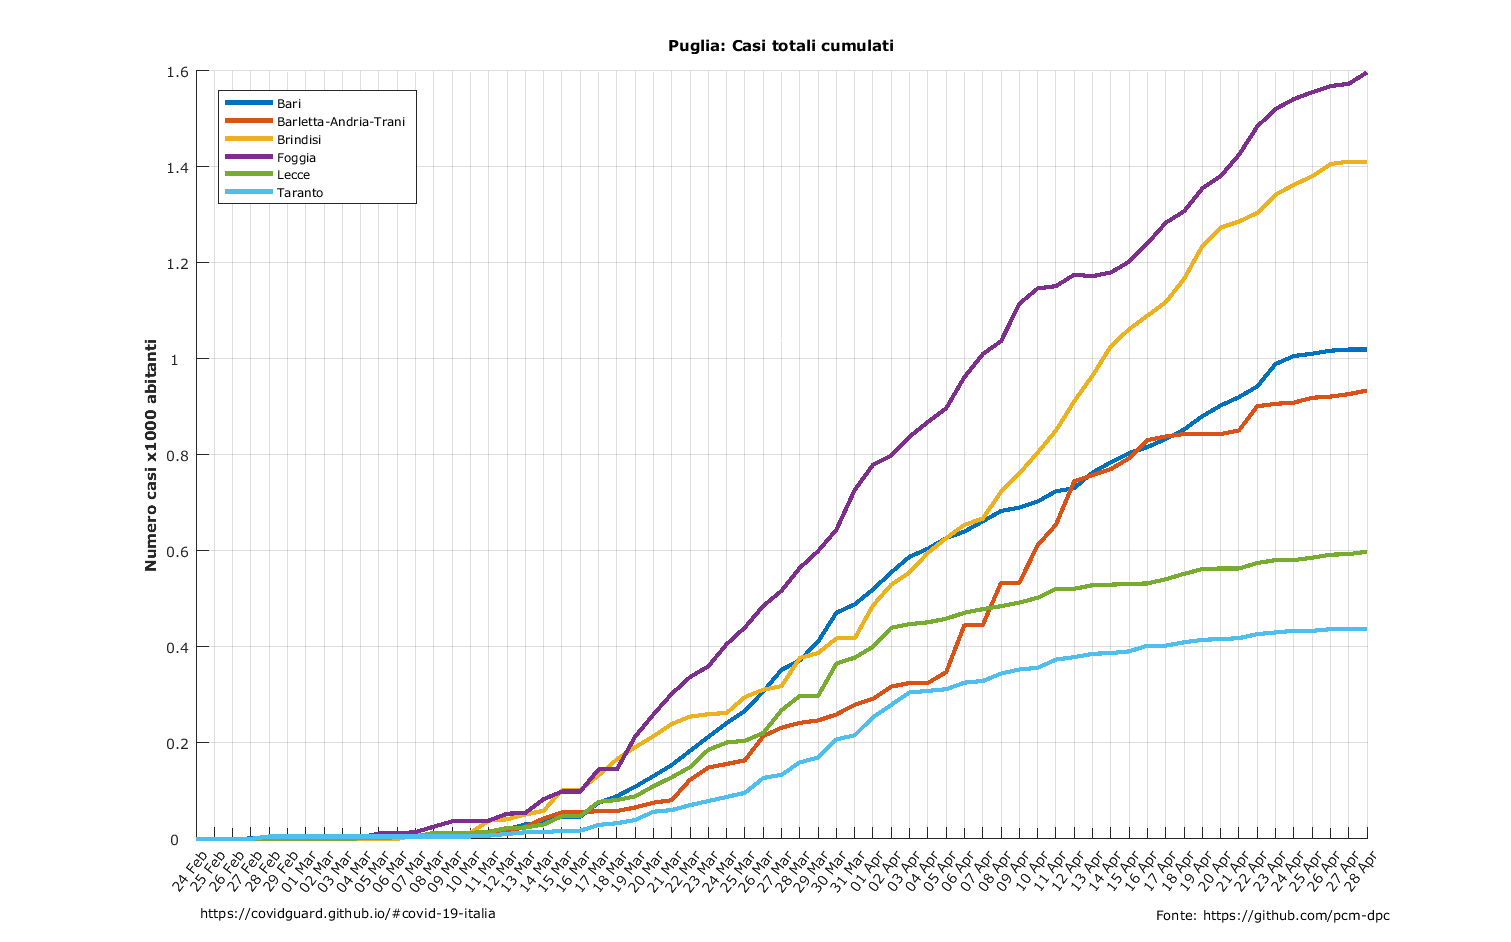 Puglia: Casi totali cumulati
Numero casi x1000 abitanti
1.6
1.4
1.2
1
0.8
0.6
0.4
0.2
0
Bari
Barletta-Andria-Trani
Brindisi
Foggia
Lecce
Taranto
24 Feb
25 Feb
26 Feb
27 Feb
28 Feb
29 Feb
01 Mar
02 Mar
03 Mar
04 Mar
05 Mar
06 Mar
07 Mar
08 Mar
09 Mar
10 Mar
11 Mar
12 Mar
13 Mar
14 Mar
15 Mar
16 Mar
17 Mar
18 Mar
19 Mar
20 Mar
21 Mar
22 Mar
23 Mar
24 Mar
25 Mar
26 Mar
27 Mar
28 Mar
29 Mar
30 Mar
31 Mar
01 Apr
02 Apr
03 Apr
04 Apr
05 Apr
06 Apr
07 Apr
08 Apr
09 Apr
10 Apr
11 Apr
12 Apr
13 Apr
14 Apr
15 Apr
16 Apr
17 Apr
18 Apr
19 Apr
20 Apr
21 Apr
22 Apr
23 Apr
24 Apr
25 Apr
26 Apr
27 Apr
28 Apr
https://covidguard.github.io/#covid-19-italia
Fonte: https://github.com/pcm-dpc